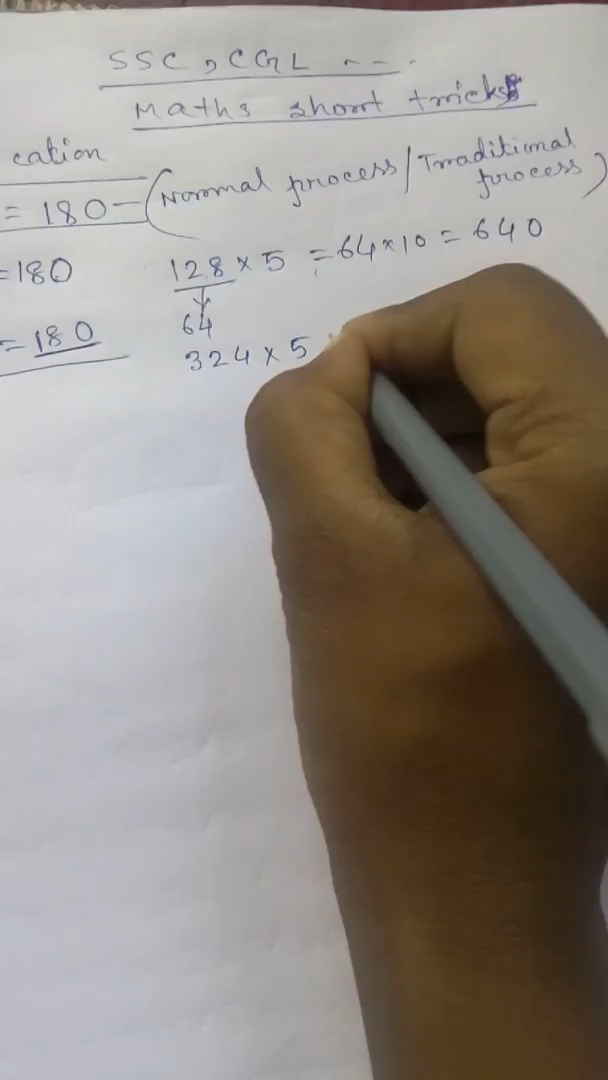 SSC, CGL ----
Maths short tricks
cation
= 180 - (Normal process / Traditional process)
= 180
128 × 5 = 64 × 10 = 640
64
= 180
324 × 5